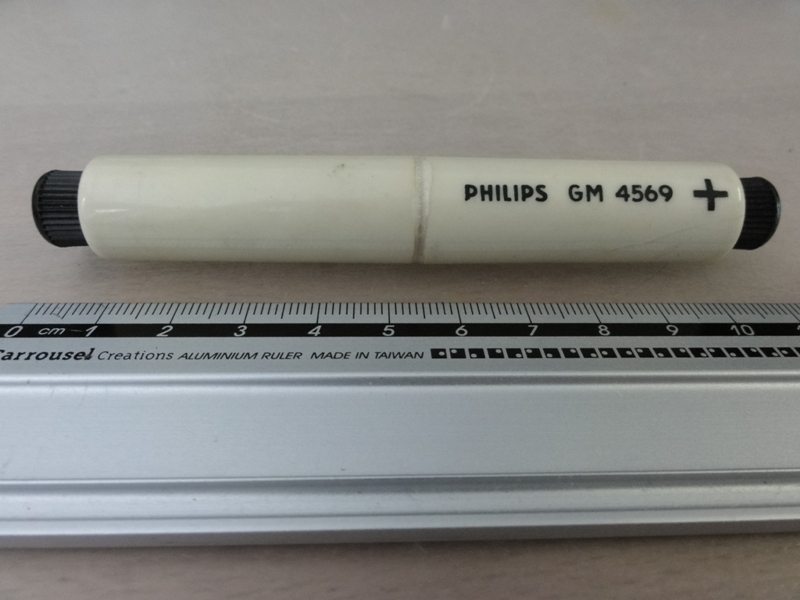 PHILIPS GM 4569 +
0 cm 1 2 3 4 5 6 7 8 9 10
Carrousel Creations ALUMINIUM RULER MADE IN TAIWAN